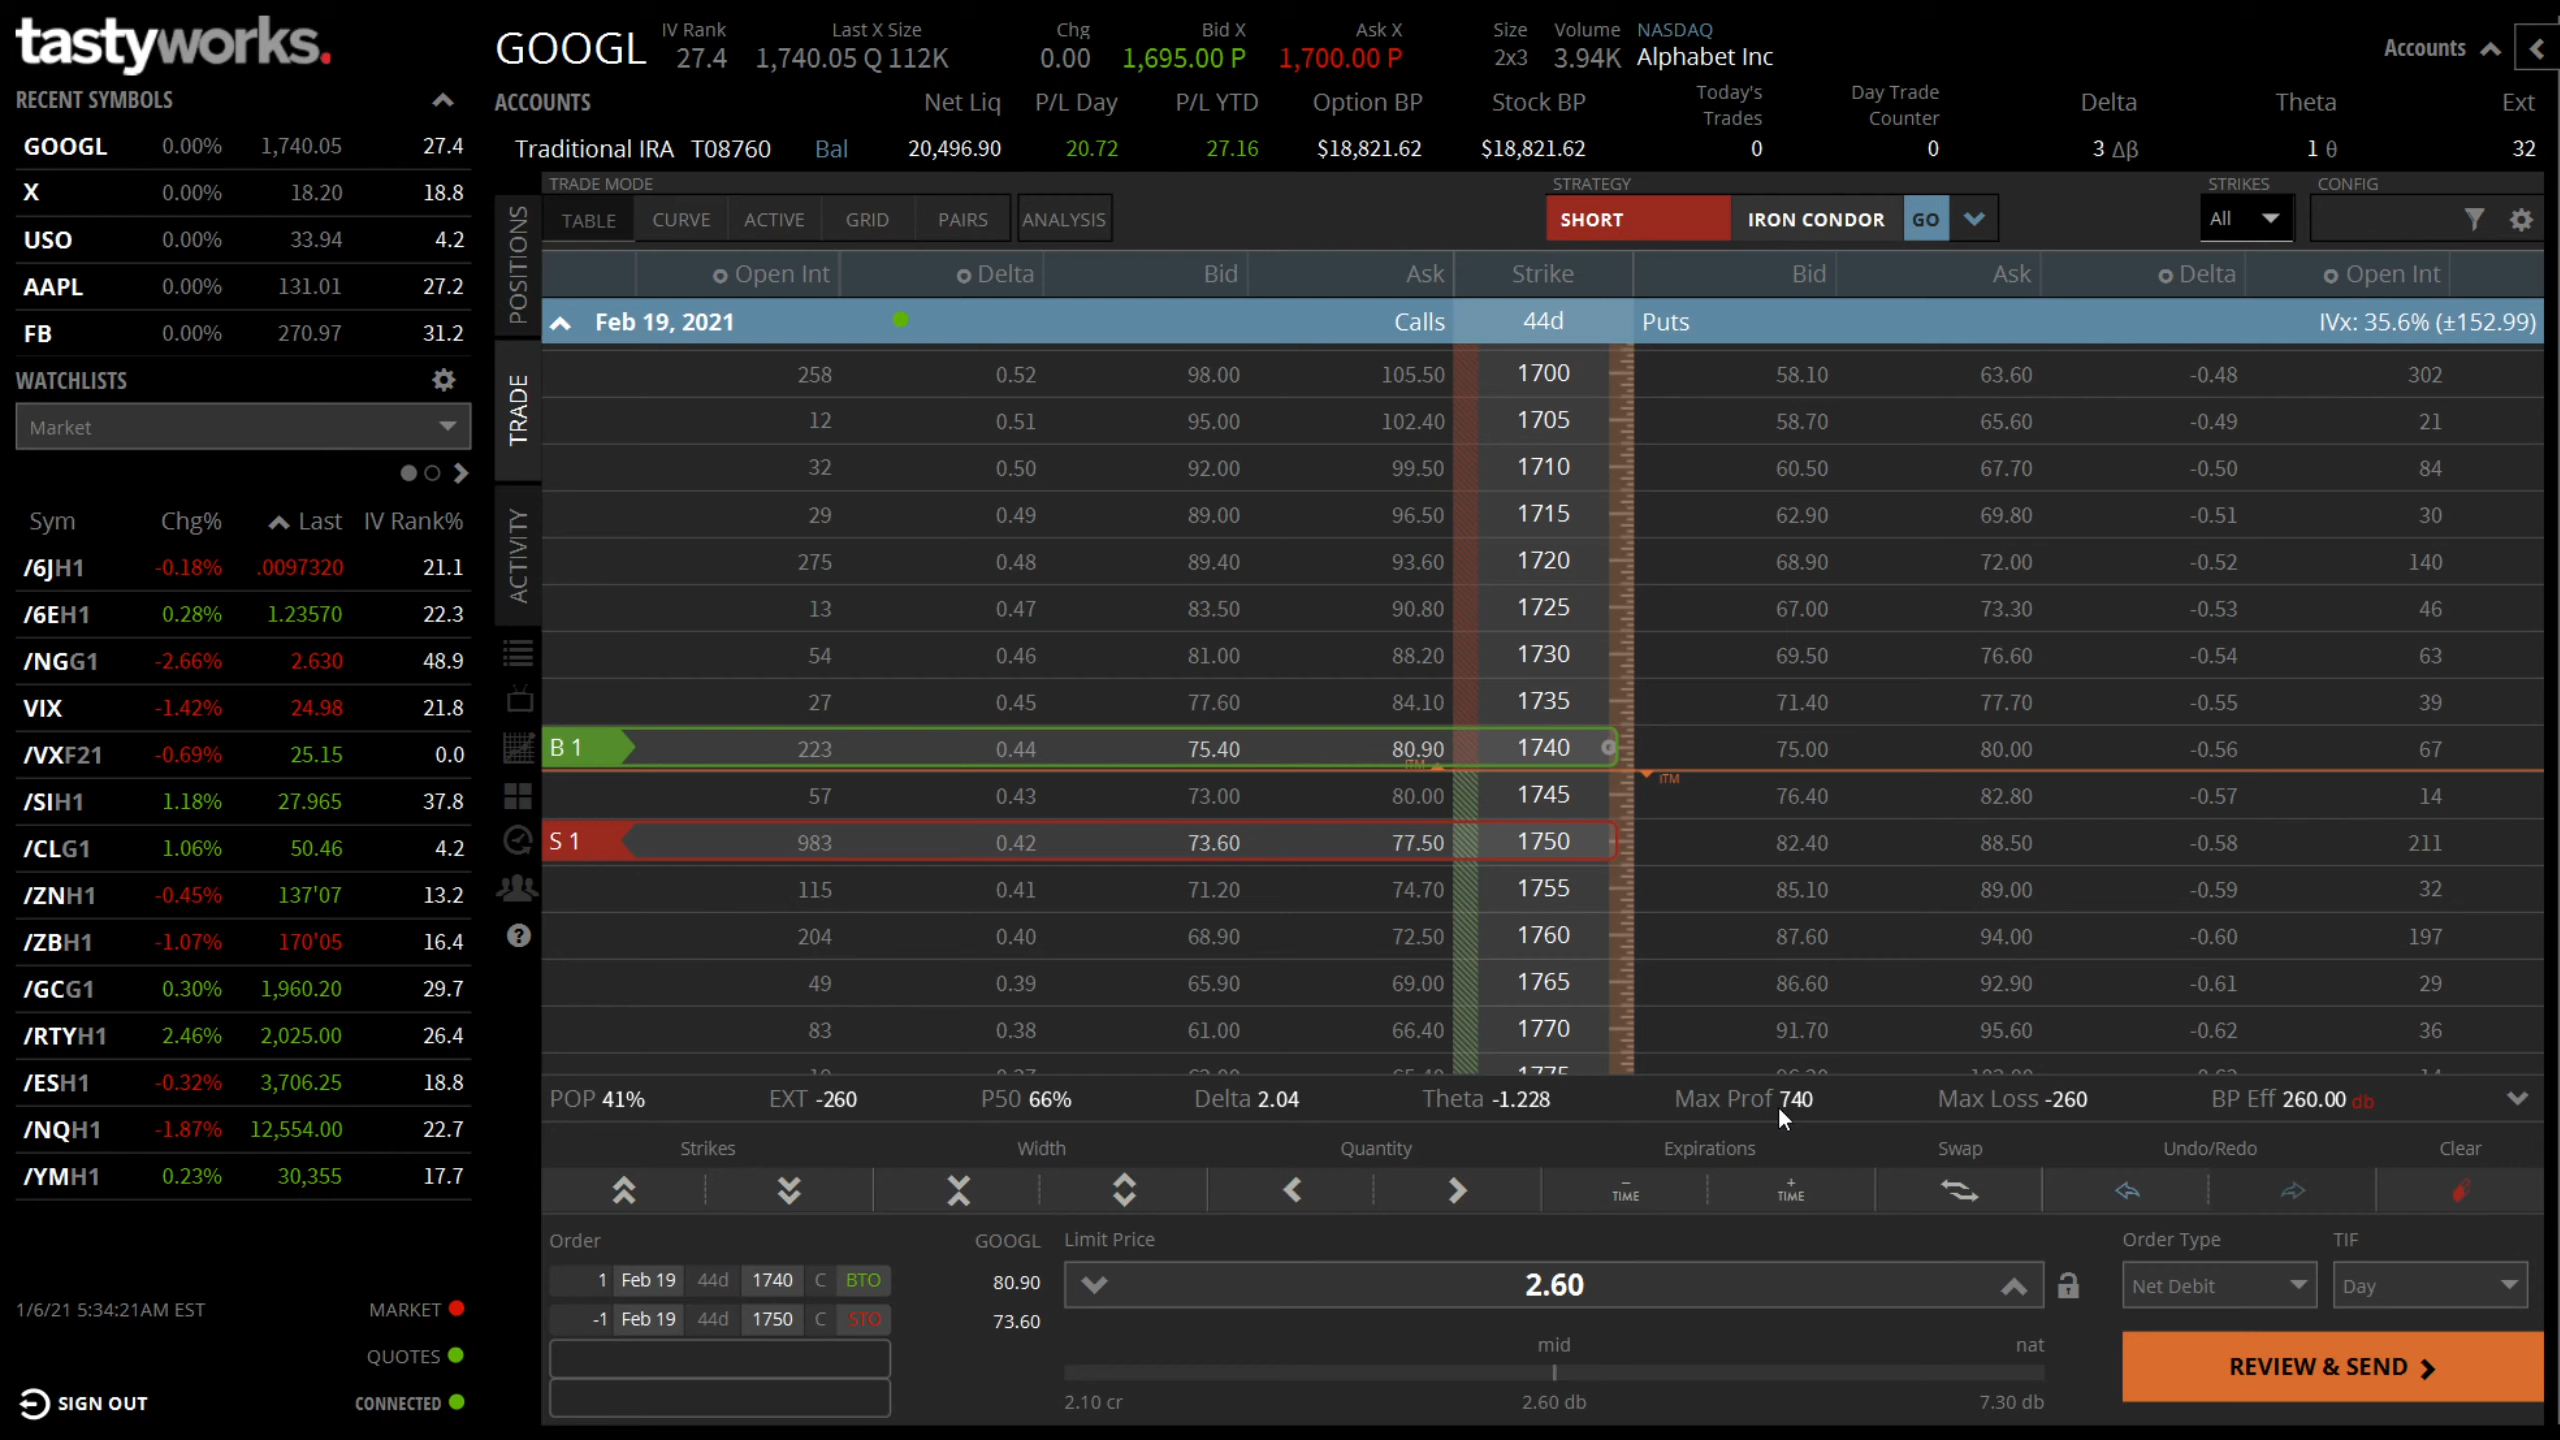 tastyworks.
GOOGL
IV Rank
27.4
Last X Size
1,740.05 Q 112K
Chg
0.00
Bid X
1,695.00 P
Ask X
1,700.00 P
Size
2x3
Volume
3.94K
NASDAQ
Alphabet Inc
Accounts
RECENT SYMBOLS
GOOGL 0.00% 1,740.05 27.4
X 0.00% 18.20 18.8
USO 0.00% 33.94 4.2
AAPL 0.00% 131.01 27.2
FB 0.00% 270.97 31.2
WATCHLISTS
Market
Sym Chg% Last IV Rank%
/6JH1 -0.18% .0097320 21.1
/6EH1 0.28% 1.23570 22.3
/NGG1 -2.66% 2.630 48.9
VIX -1.42% 24.98 21.8
/VXF21 -0.69% 25.15 0.0
/SIH1 1.18% 27.965 37.8
/CLG1 1.06% 50.46 4.2
/ZNH1 -0.45% 137'07 13.2
/ZBH1 -1.07% 170'05 16.4
/GCG1 0.30% 1,960.20 29.7
/RTYH1 2.46% 2,025.00 26.4
/ESH1 -0.32% 3,706.25 18.8
/NQH1 -1.87% 12,554.00 22.7
/YMH1 0.23% 30,355 17.7
1/6/21 5:34:21AM EST MARKET
QUOTES
SIGN OUT CONNECTED
ACCOUNTS Net Liq P/L Day P/L YTD Option BP Stock BP Today's Trades Day Trade Counter Delta Theta Ext
Traditional IRA T08760 Bal 20,496.90 20.72 27.16 $18,821.62 $18,821.62 0 0 3 Δβ 1 θ 32
POSITIONS
TRADE
ACTIVITY
TRADE MODE STRATEGY STRIKES CONFIG
TABLE CURVE ACTIVE GRID PAIRS ANALYSIS SHORT IRON CONDOR GO All
Open Int Delta Bid Ask Strike Bid Ask Delta Open Int
Feb 19, 2021 Calls 44d Puts IVx: 35.6% (±152.99)
258 0.52 98.00 105.50 1700 58.10 63.60 -0.48 302
12 0.51 95.00 102.40 1705 58.70 65.60 -0.49 21
32 0.50 92.00 99.50 1710 60.50 67.70 -0.50 84
29 0.49 89.00 96.50 1715 62.90 69.80 -0.51 30
275 0.48 89.40 93.60 1720 68.90 72.00 -0.52 140
13 0.47 83.50 90.80 1725 67.00 73.30 -0.53 46
54 0.46 81.00 88.20 1730 69.50 76.60 -0.54 63
27 0.45 77.60 84.10 1735 71.40 77.70 -0.55 39
B 1 223 0.44 75.40 80.90 1740 75.00 80.00 -0.56 67
ITM ITM
57 0.43 73.00 80.00 1745 76.40 82.80 -0.57 14
S 1 983 0.42 73.60 77.50 1750 82.40 88.50 -0.58 211
115 0.41 71.20 74.70 1755 85.10 89.00 -0.59 32
204 0.40 68.90 72.50 1760 87.60 94.00 -0.60 197
49 0.39 65.90 69.00 1765 86.60 92.90 -0.61 29
83 0.38 61.00 66.40 1770 91.70 95.60 -0.62 36
1775
POP 41% EXT -260 P50 66% Delta 2.04 Theta -1.228 Max Prof 740 Max Loss -260 BP Eff 260.00 db
Strikes Width Quantity Expirations Swap Undo/Redo Clear
− TIME + TIME
Order GOOGL Limit Price Order Type TIF
1 Feb 19 44d 1740 C BTO 80.90 2.60 Net Debit Day
-1 Feb 19 44d 1750 C STO 73.60
mid nat
2.10 cr 2.60 db 7.30 db
REVIEW & SEND